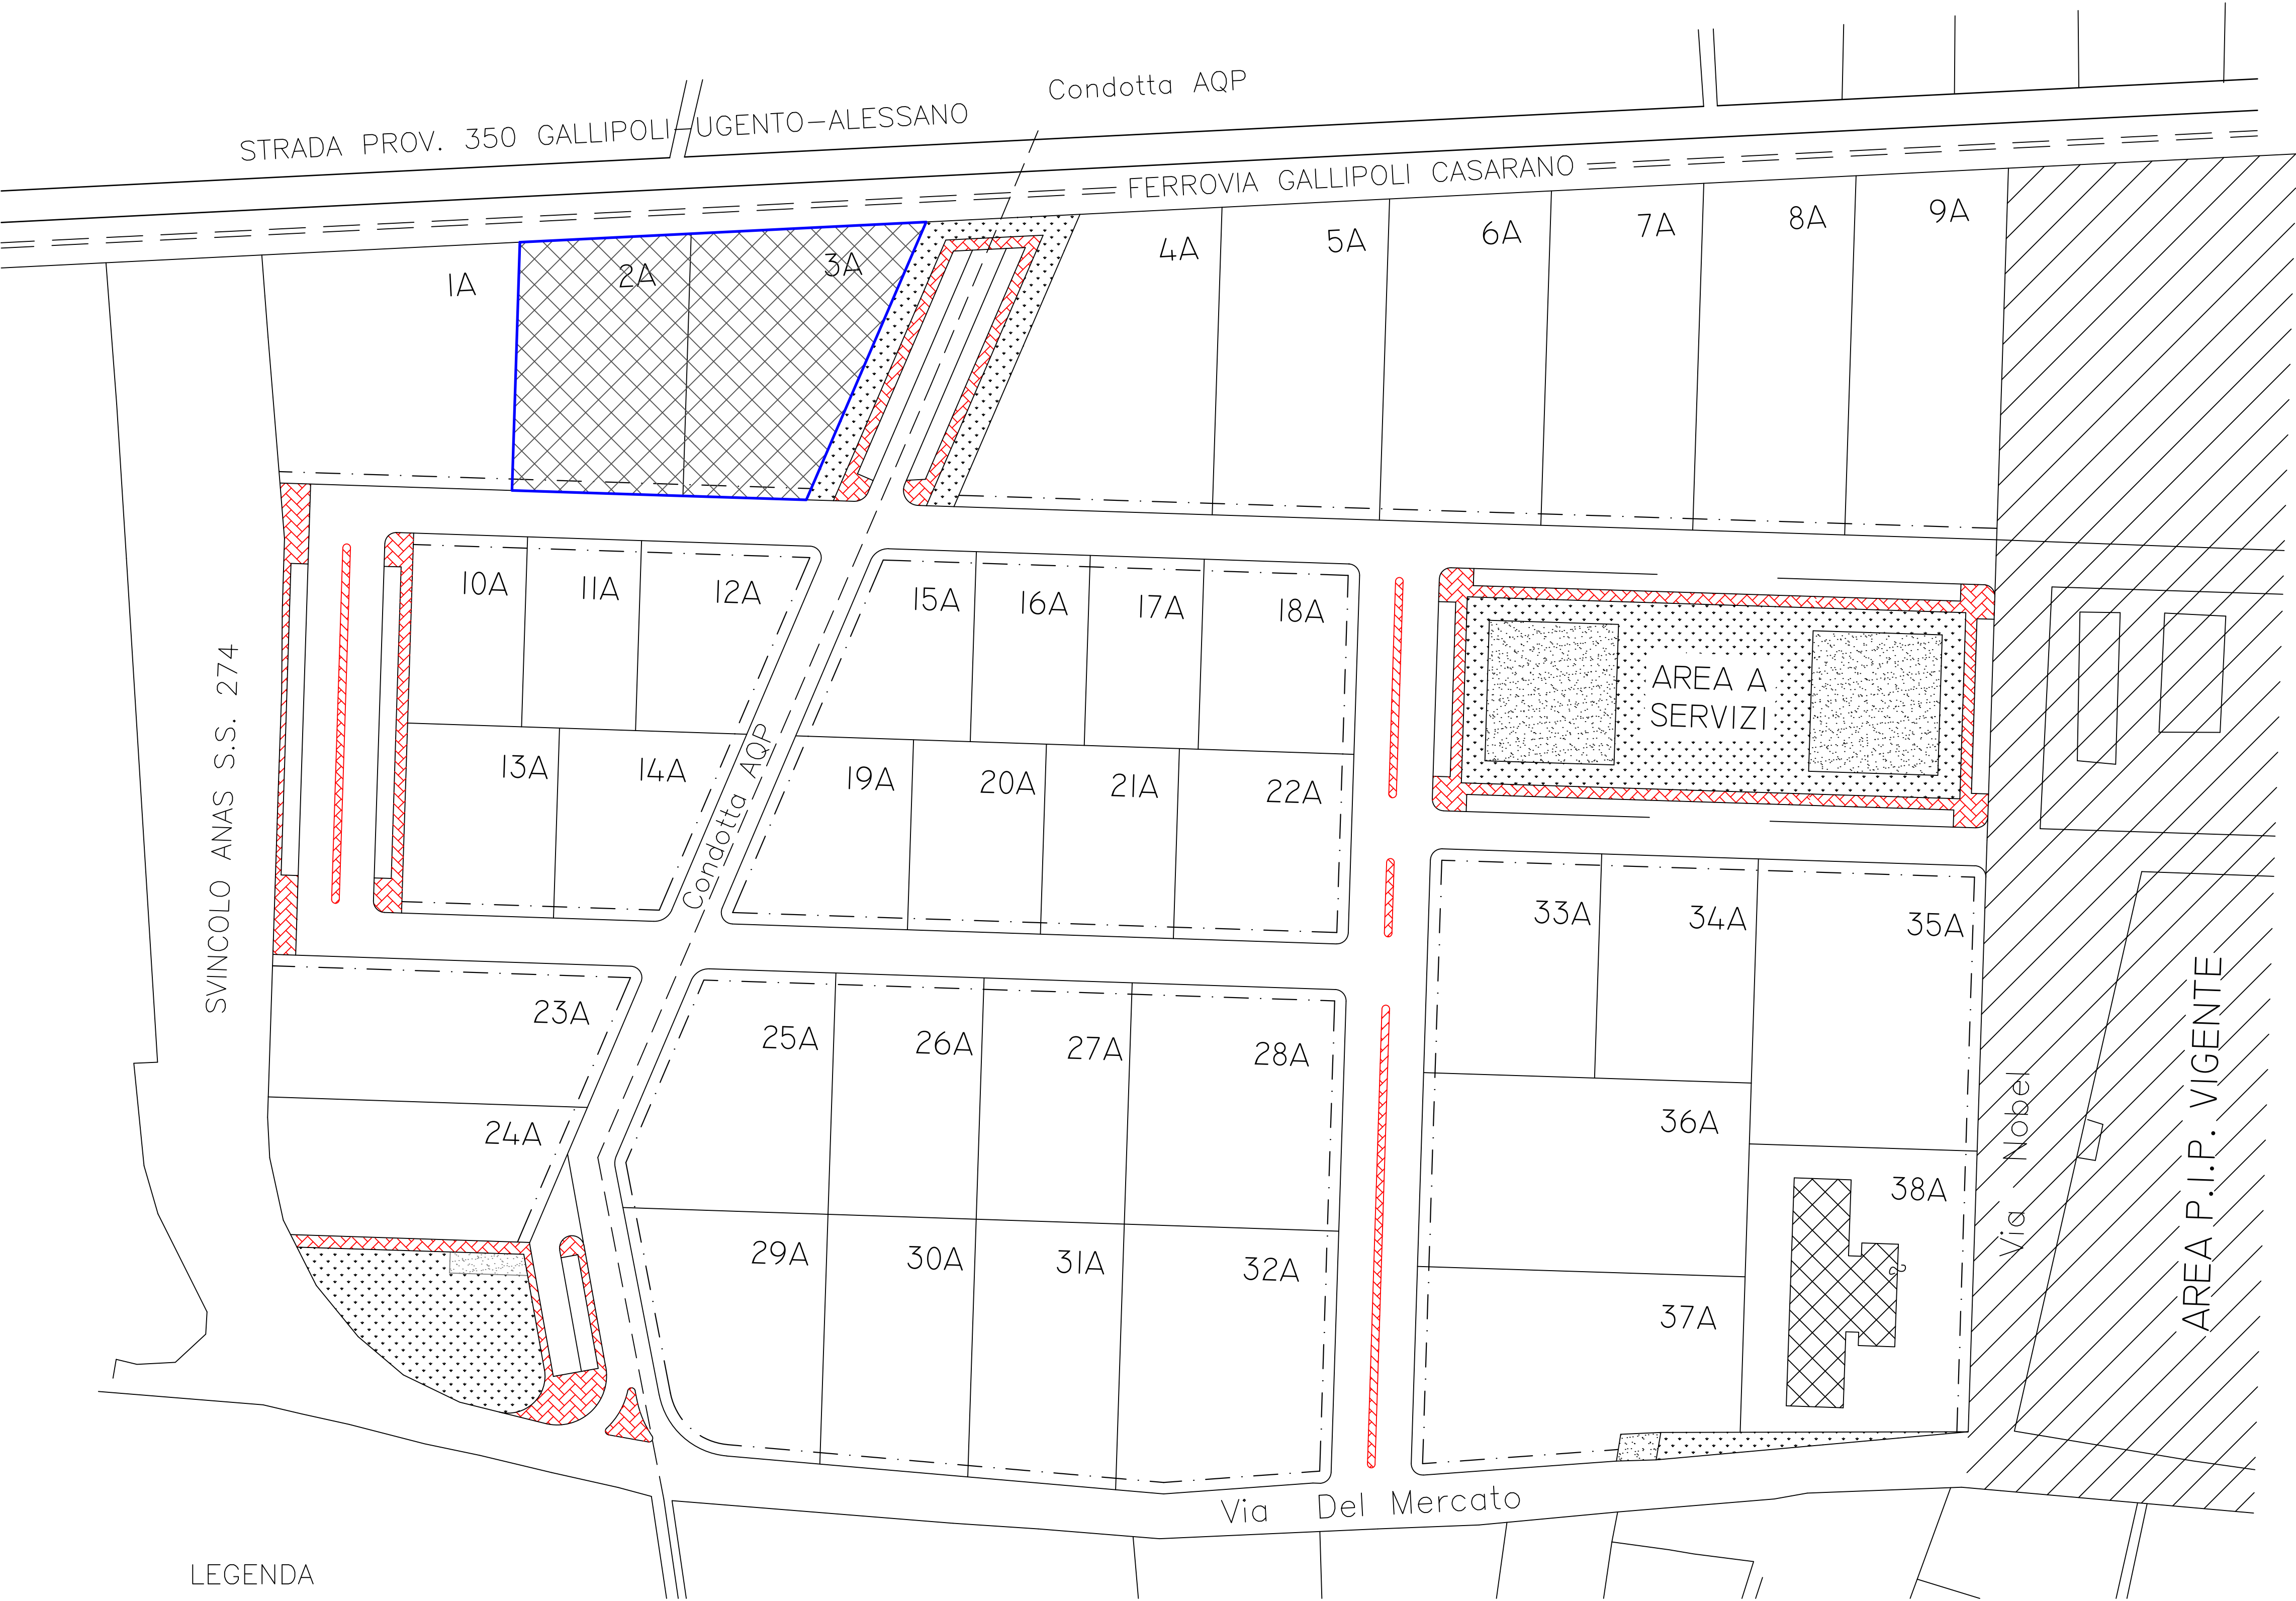 Condotta AQP
STRADA PROV. 350 GALLIPOLI-UGENTO-ALESSANO
FERROVIA GALLIPOLI CASARANO
1A
2A
3A
4A
5A
6A
7A
8A
9A
10A
11A
12A
15A
16A
17A
18A
AREA A
SERVIZI
13A
14A
19A
20A
21A
22A
Condotta AQP
SVINCOLO ANAS S.S. 274
23A
24A
25A
26A
27A
28A
33A
34A
35A
36A
29A
30A
31A
32A
37A
38A
2
Via Nobel
AREA P.I.P. VIGENTE
Via Del Mercato
LEGENDA